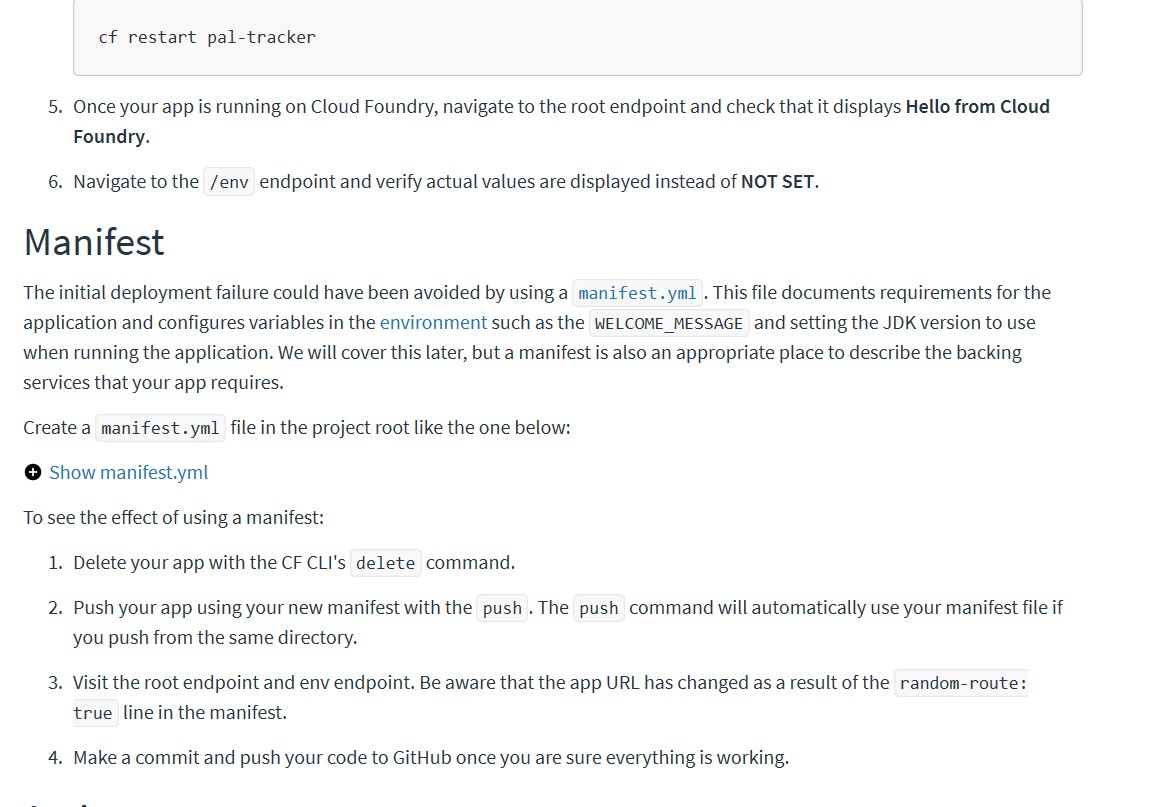 cf restart pal-tracker
5. Once your app is running on Cloud Foundry, navigate to the root endpoint and check that it displays Hello from Cloud
Foundry.
6. Navigate to the /env endpoint and verify actual values are displayed instead of NOT SET.
Manifest
The initial deployment failure could have been avoided by using a manifest.yml. This file documents requirements for the
application and configures variables in the environment such as the WELCOME_MESSAGE and setting the JDK version to use
when running the application. We will cover this later, but a manifest is also an appropriate place to describe the backing
services that your app requires.
Create a manifest.yml file in the project root like the one below:
Show manifest.yml
To see the effect of using a manifest:
1. Delete your app with the CF CLI's delete command.
2. Push your app using your new manifest with the push. The push command will automatically use your manifest file if
you push from the same directory.
3. Visit the root endpoint and env endpoint. Be aware that the app URL has changed as a result of the random-route:
true line in the manifest.
4. Make a commit and push your code to GitHub once you are sure everything is working.